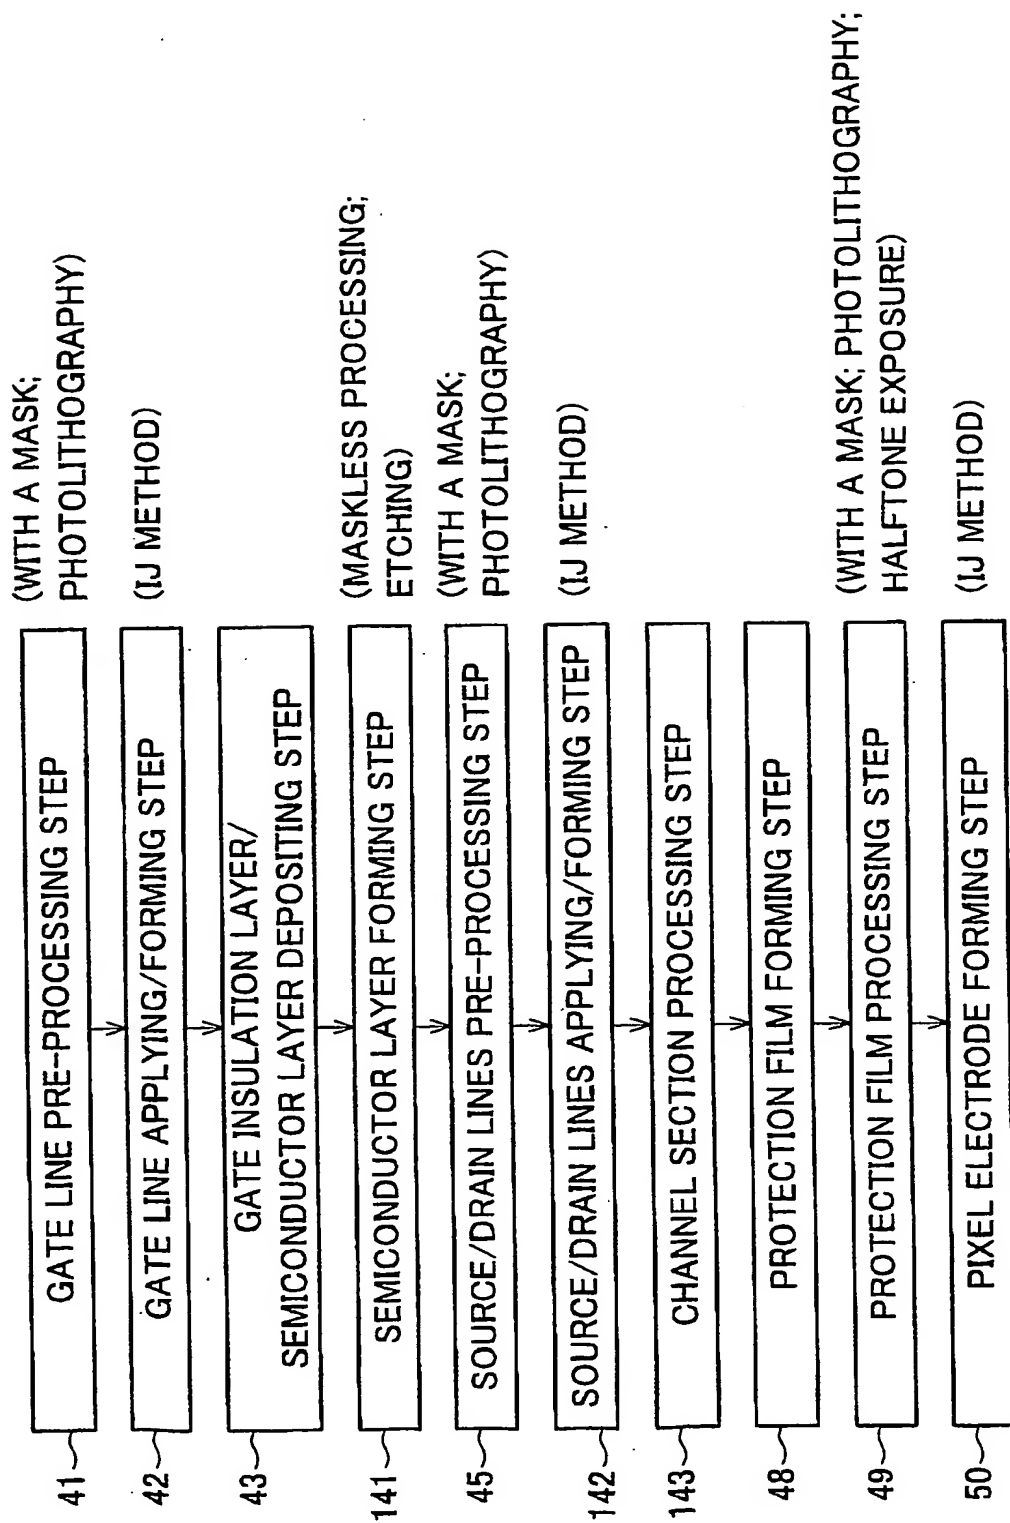 41
GATE LINE PRE-PROCESSING STEP
(WITH A MASK;
PHOTOLITHOGRAPHY)
42
GATE LINE APPLYING/FORMING STEP
(IJ METHOD)
43
GATE INSULATION LAYER/
SEMICONDUCTOR LAYER DEPOSITING STEP
141
SEMICONDUCTOR LAYER FORMING STEP
(MASKLESS PROCESSING;
ETCHING)
45
SOURCE/DRAIN LINES PRE-PROCESSING STEP
(WITH A MASK;
PHOTOLITHOGRAPHY)
142
SOURCE/DRAIN LINES APPLYING/FORMING STEP
(IJ METHOD)
143
CHANNEL SECTION PROCESSING STEP
48
PROTECTION FILM FORMING STEP
49
PROTECTION FILM PROCESSING STEP
(WITH A MASK; PHOTOLITHOGRAPHY;
HALFTONE EXPOSURE)
50
PIXEL ELECTRODE FORMING STEP
(IJ METHOD)